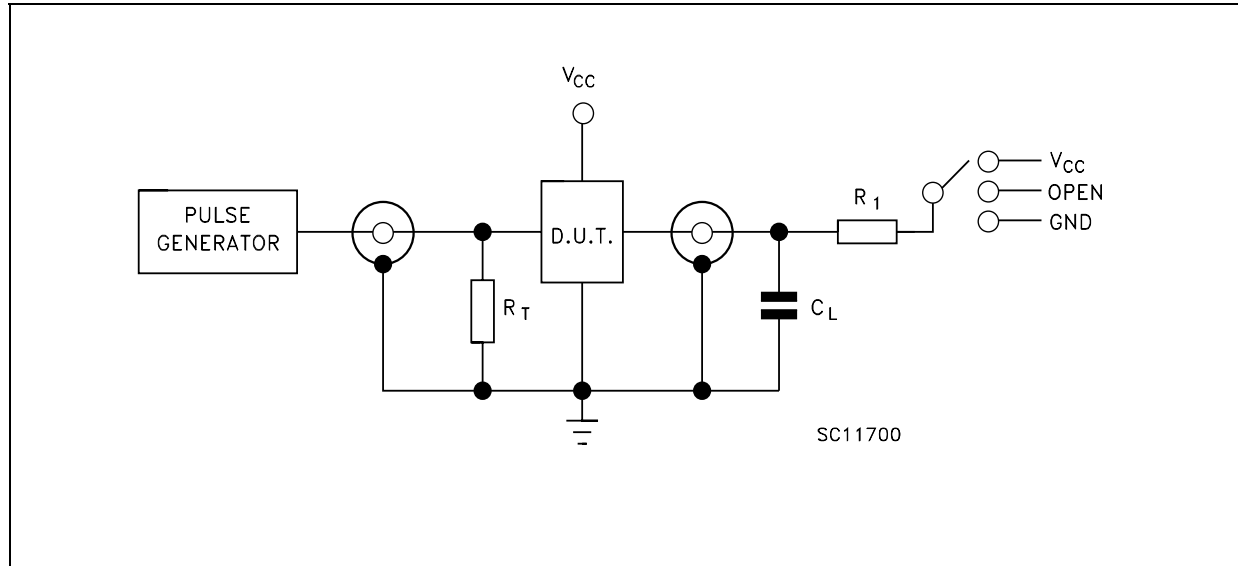 VCC
VCC
OPEN
GND
R1
PULSE
GENERATOR
D.U.T.
RT
CL
SC11700